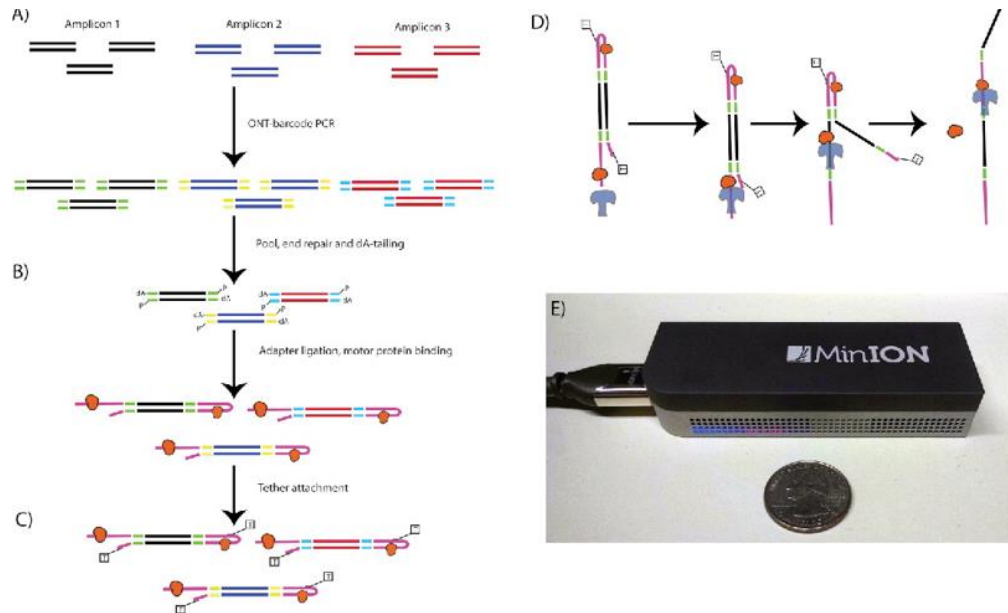 A)
Amplicon 1
Amplicon 2
Amplicon 3
ONT-barcode PCR
Pool, end repair and dA-tailing
B)
dA P
P dA
dA P
P dA
dA P
P dA
Adapter ligation, motor protein binding
Tether attachment
C)
T
T
T
T
T
T
D)
T
T
T
T
T
T
E)
MinION